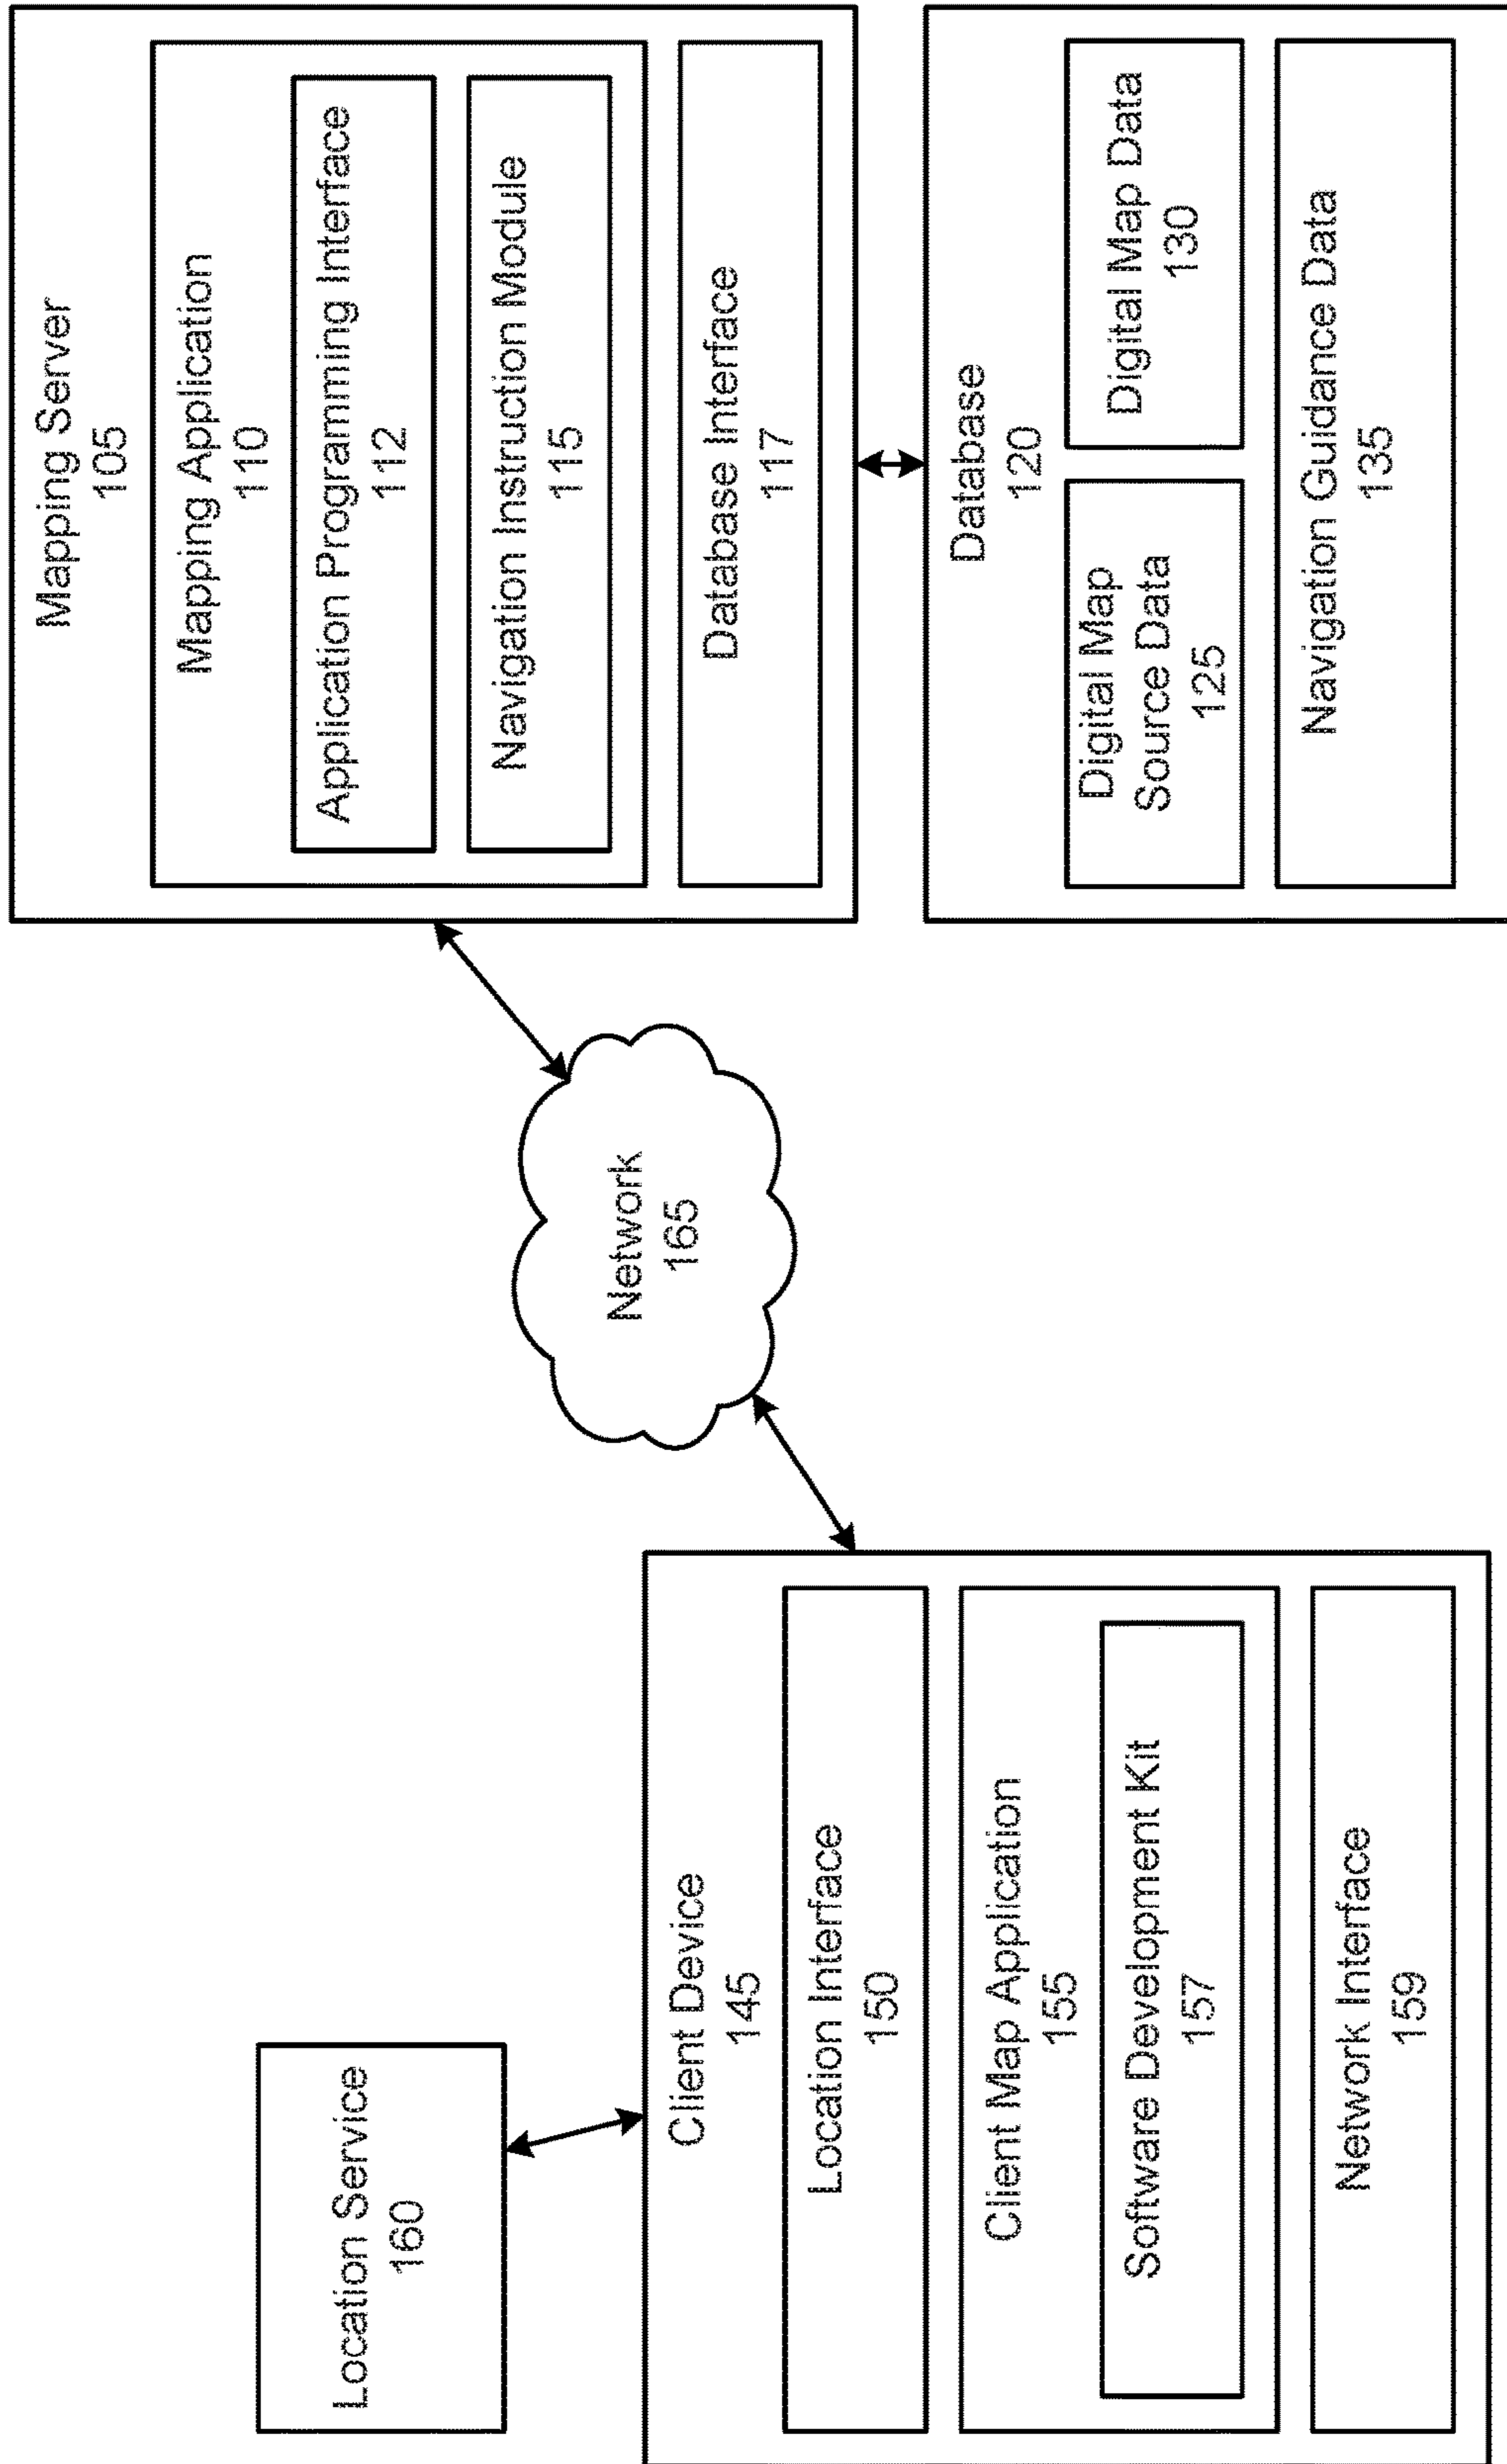 Location Service
160
Client Device
145
Location Interface
150
Client Map Application
155
Software Development Kit
157
Network Interface
159
Network
165
Mapping Server
105
Mapping Application
110
Application Programming Interface
112
Navigation Instruction Module
115
Database Interface
117
Database
120
Digital Map
Source Data
125
Digital Map Data
130
Navigation Guidance Data
135